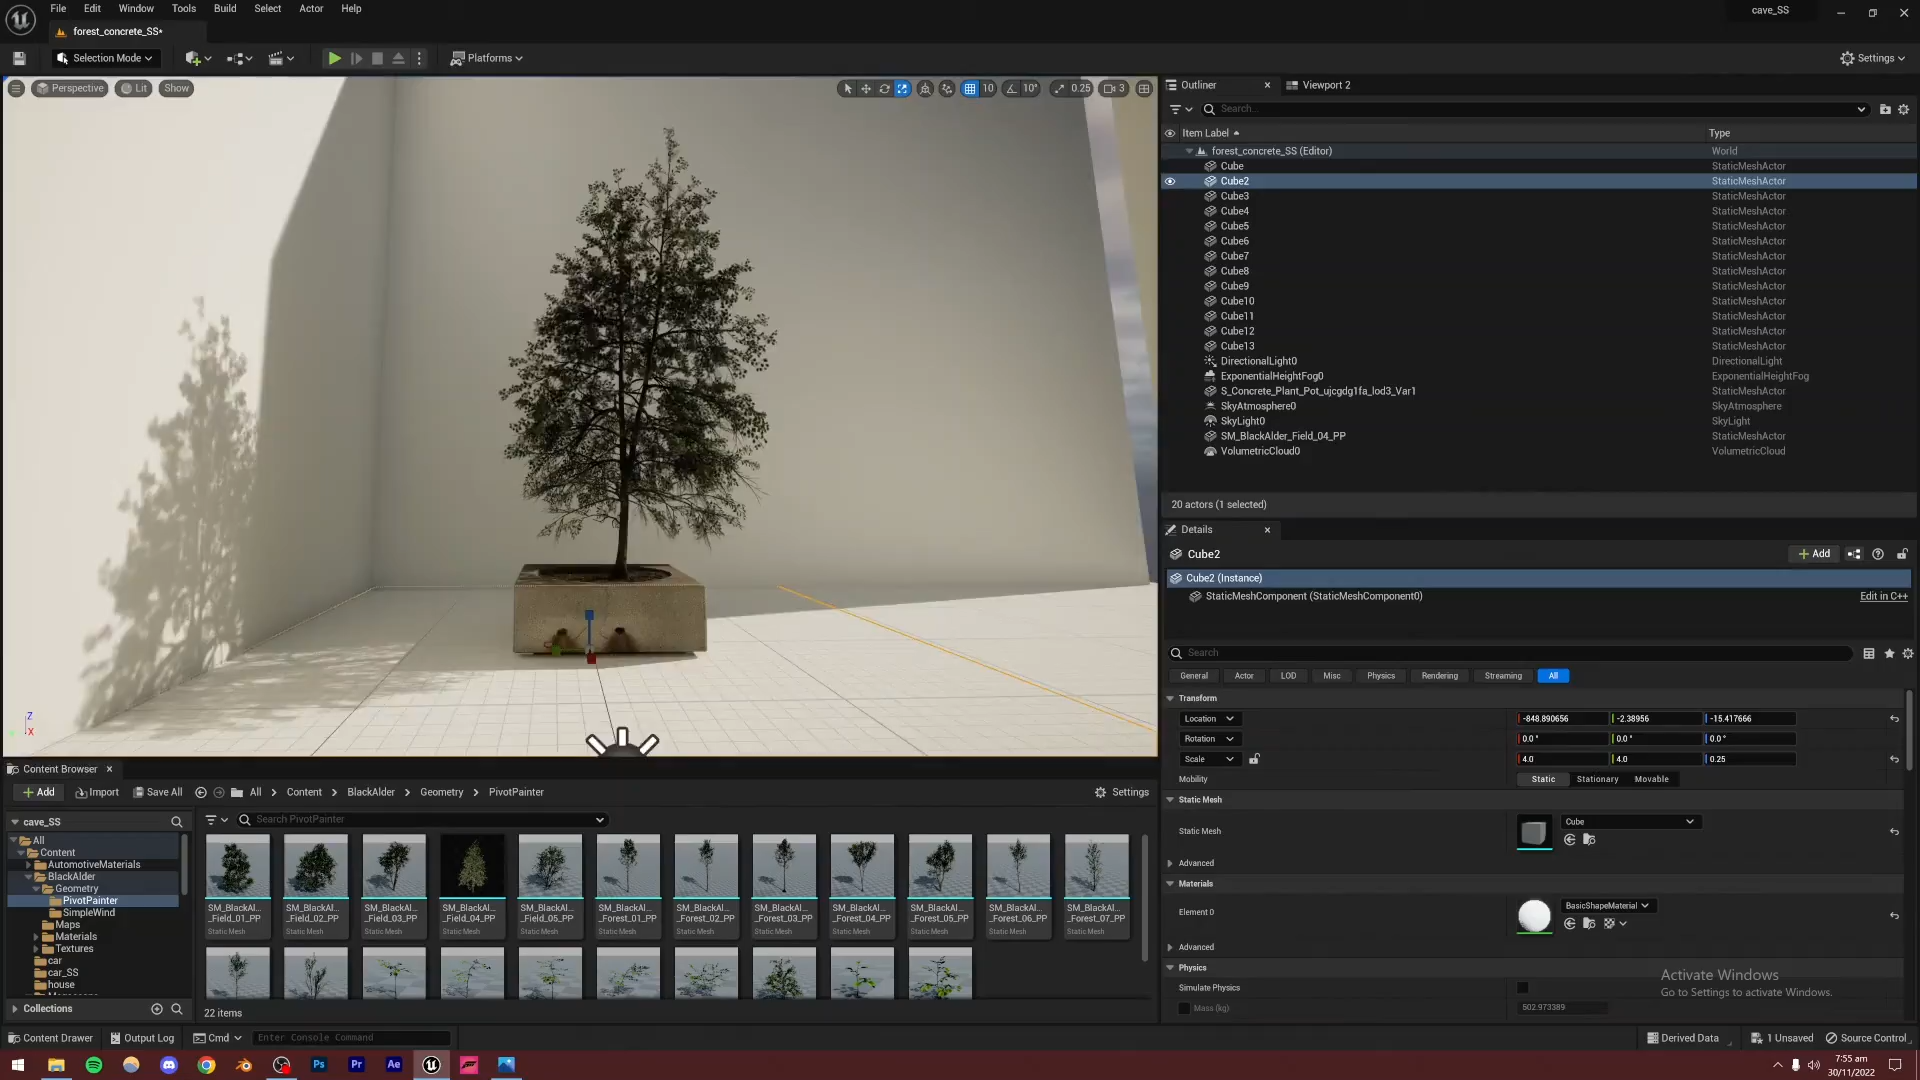 File Edit Window Tools Build Select Actor Help
cave_SS
forest_concrete_SS*
Selection Mode
Platforms
Settings
Perspective Lit Show
10 10° 0.25 3
Outliner Viewport 2
Search...
Item Label Type
forest_concrete_SS (Editor) World
Cube StaticMeshActor
Cube2 StaticMeshActor
Cube3 StaticMeshActor
Cube4 StaticMeshActor
Cube5 StaticMeshActor
Cube6 StaticMeshActor
Cube7 StaticMeshActor
Cube8 StaticMeshActor
Cube9 StaticMeshActor
Cube10 StaticMeshActor
Cube11 StaticMeshActor
Cube12 StaticMeshActor
Cube13 StaticMeshActor
DirectionalLight0 DirectionalLight
ExponentialHeightFog0 ExponentialHeightFog
S_Concrete_Plant_Pot_ujcgdg1fa_lod3_Var1 StaticMeshActor
SkyAtmosphere0 SkyAtmosphere
SkyLight0 SkyLight
SM_BlackAlder_Field_04_PP StaticMeshActor
VolumetricCloud0 VolumetricCloud
20 actors (1 selected)
Details
Cube2
Add
Cube2 (Instance)
StaticMeshComponent (StaticMeshComponent0) Edit in C++
Search
General Actor LOD Misc Physics Rendering Streaming All
Transform
Location -848.890656 -2.38956 -15.417666
Rotation 0.0° 0.0° 0.0°
Scale 4.0 4.0 0.25
Mobility Static Stationary Movable
Static Mesh
Static Mesh Cube
Advanced
Materials
Element 0 BasicShapeMaterial
Advanced
Physics
Simulate Physics
Mass (kg) 502.973389
Activate Windows
Go to Settings to activate Windows.
Z
X
Content Browser
Add Import Save All All Content BlackAlder Geometry PivotPainter Settings
cave_SS
All
Content
AutomotiveMaterials
BlackAlder
Geometry
PivotPainter
SimpleWind
Maps
Materials
Textures
car
car_SS
house
Collections
Search PivotPainter
SM_BlackAl... SM_BlackAl... SM_BlackAl... SM_BlackAl... SM_BlackAl... SM_BlackAl... SM_BlackAl... SM_BlackAl... SM_BlackAl... SM_BlackAl... SM_BlackAl... SM_BlackAl...
_Field_01_PP _Field_02_PP _Field_03_PP _Field_04_PP _Field_05_PP _Forest_01_PP _Forest_02_PP _Forest_03_PP _Forest_04_PP _Forest_05_PP _Forest_06_PP _Forest_07_PP
Static Mesh Static Mesh Static Mesh Static Mesh Static Mesh Static Mesh Static Mesh Static Mesh Static Mesh Static Mesh Static Mesh Static Mesh
22 items
Content Drawer Output Log Cmd Enter Console Command Derived Data 1 Unsaved Source Control
Ps Pr Ae
7:55 am
30/11/2022